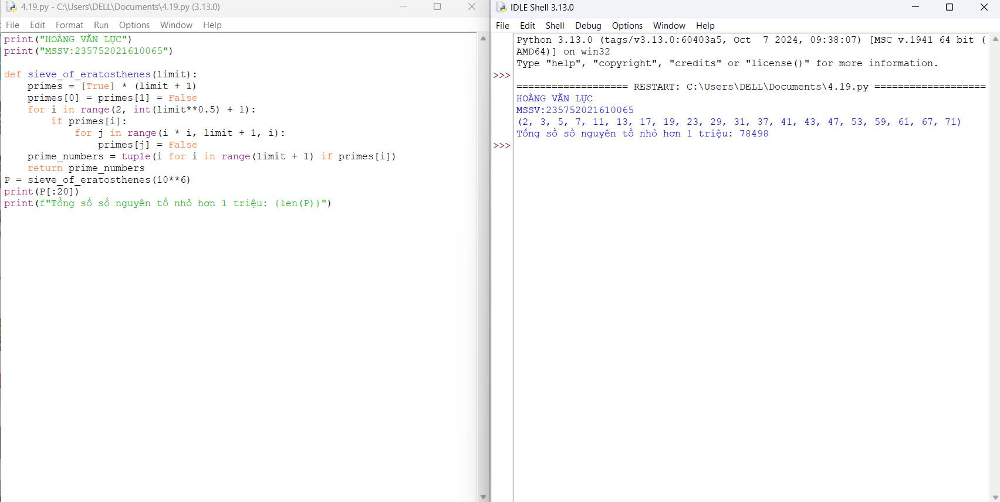 4.19.py - C:\Users\DELL\Documents\4.19.py (3.13.0)
File Edit Format Run Options Window Help
print("HOÀNG VĂN LỰC")
print("MSSV:235752021610065")

def sieve_of_eratosthenes(limit):
    primes = [True] * (limit + 1)
    primes[0] = primes[1] = False
    for i in range(2, int(limit**0.5) + 1):
        if primes[i]:
            for j in range(i * i, limit + 1, i):
                primes[j] = False
    prime_numbers = tuple(i for i in range(limit + 1) if primes[i])
    return prime_numbers
P = sieve_of_eratosthenes(10**6)
print(P[:20])
print(f"Tổng số số nguyên tố nhỏ hơn 1 triệu: {len(P)}")
IDLE Shell 3.13.0
File Edit Shell Debug Options Window Help
Python 3.13.0 (tags/v3.13.0:60403a5, Oct  7 2024, 09:38:07) [MSC v.1941 64 bit (
AMD64)] on win32
Type "help", "copyright", "credits" or "license()" for more information.
>>>
=================== RESTART: C:\Users\DELL\Documents\4.19.py ===================
HOÀNG VĂN LỰC
MSSV:235752021610065
(2, 3, 5, 7, 11, 13, 17, 19, 23, 29, 31, 37, 41, 43, 47, 53, 59, 61, 67, 71)
Tổng số số nguyên tố nhỏ hơn 1 triệu: 78498
>>>